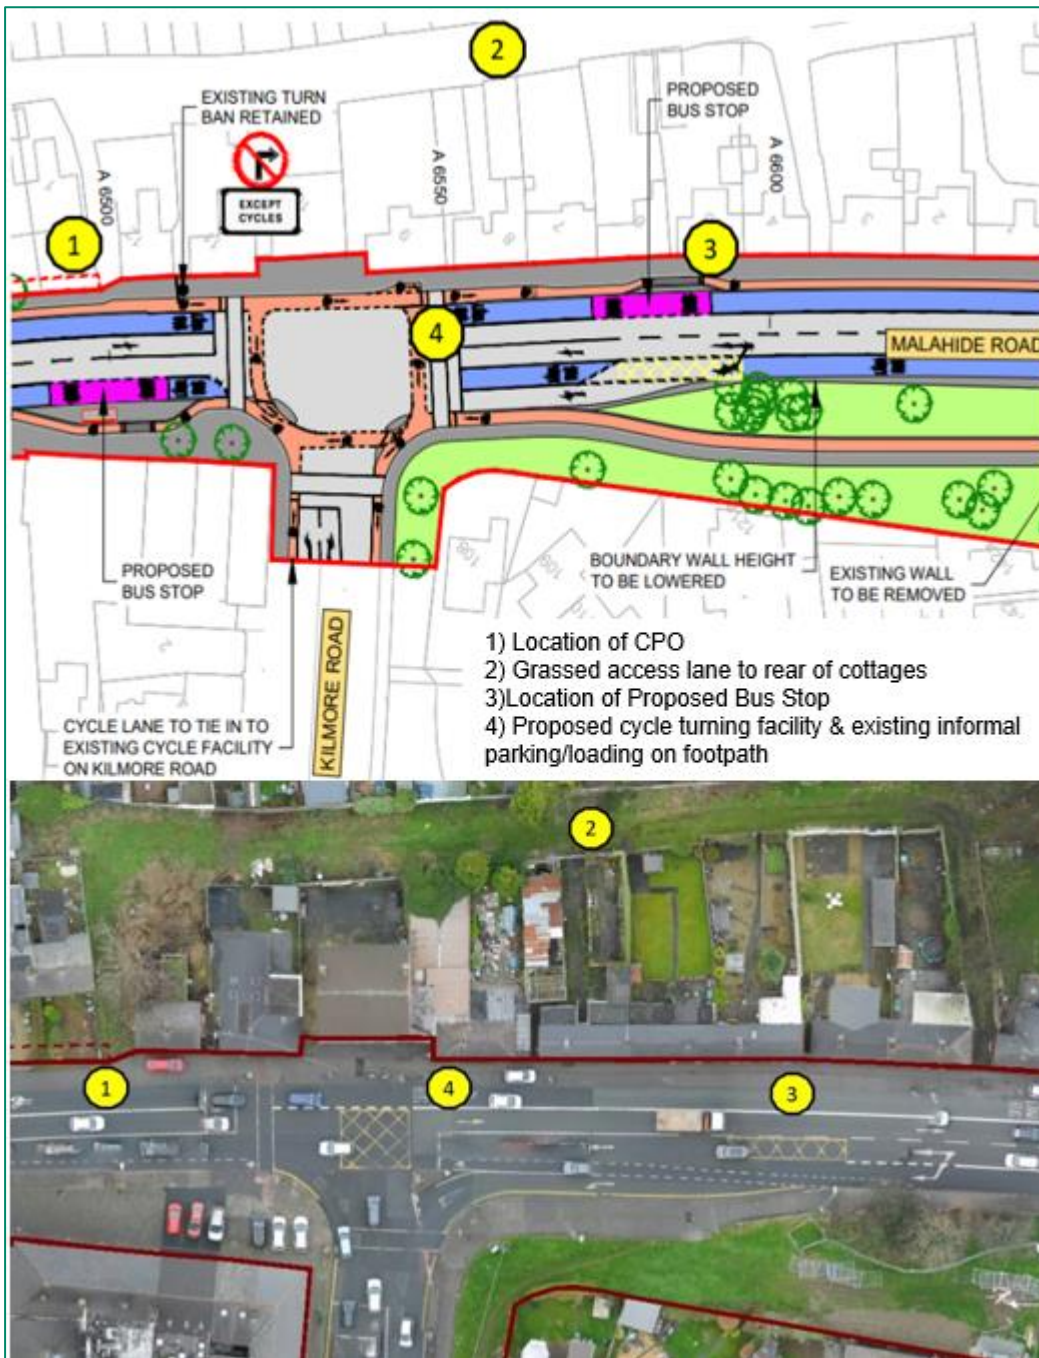 2
EXISTING TURN
BAN RETAINED
PROPOSED
BUS STOP
EXCEPT
CYCLES
A 6500
A 6550
A 6600
1
3
4
MALAHIDE ROAD
PROPOSED
BUS STOP
BOUNDARY WALL HEIGHT
TO BE LOWERED
EXISTING WALL
TO BE REMOVED
KILMORE ROAD
CYCLE LANE TO TIE IN TO
EXISTING CYCLE FACILITY
ON KILMORE ROAD
1) Location of CPO
2) Grassed access lane to rear of cottages
3)Location of Proposed Bus Stop
4) Proposed cycle turning facility & existing informal
parking/loading on footpath
2
1
4
3